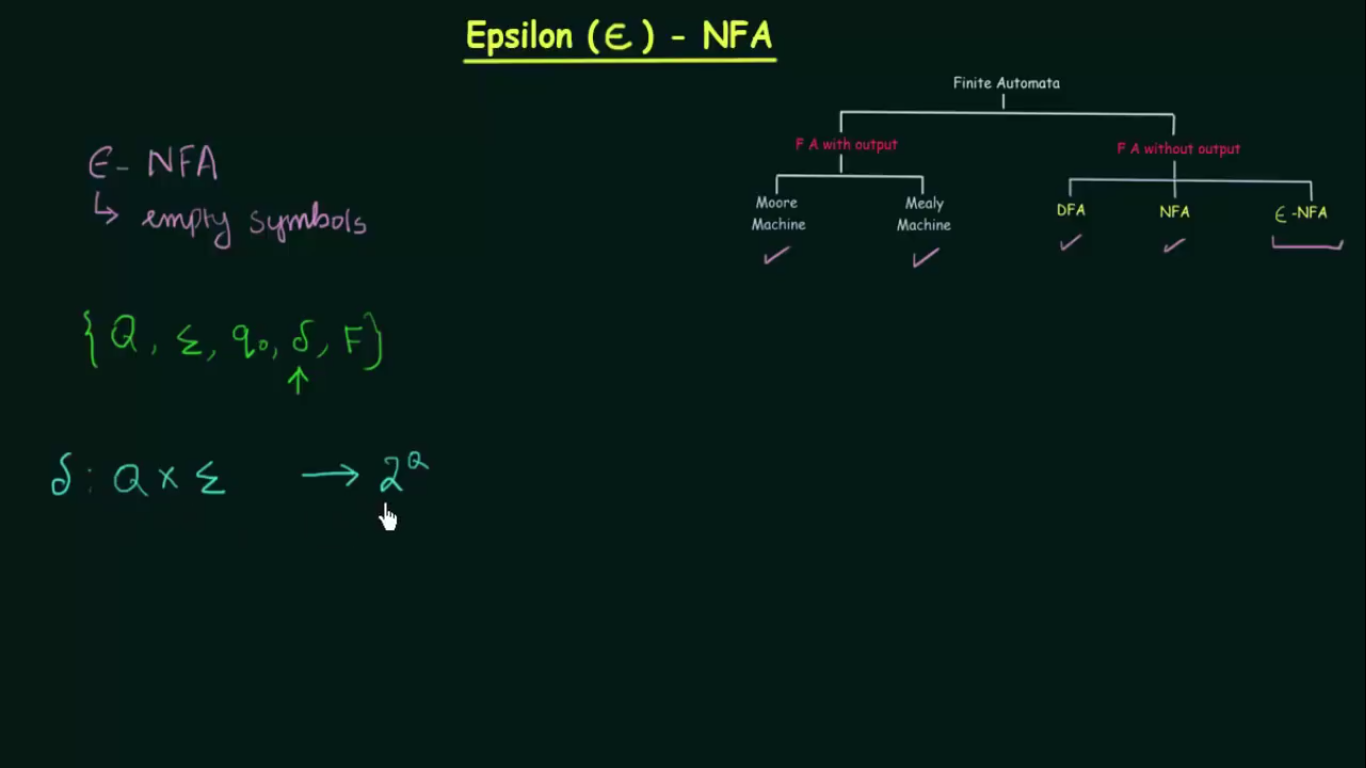 Epsilon (ϵ) - NFA
Finite Automata
F A with output
F A without output
Moore Machine
Mealy Machine
DFA
NFA
ϵ-NFA
ϵ- NFA
↳ empty symbols
{Q, Σ, q₀, δ, F}
↑
δ: Q x Σ → 2^Q